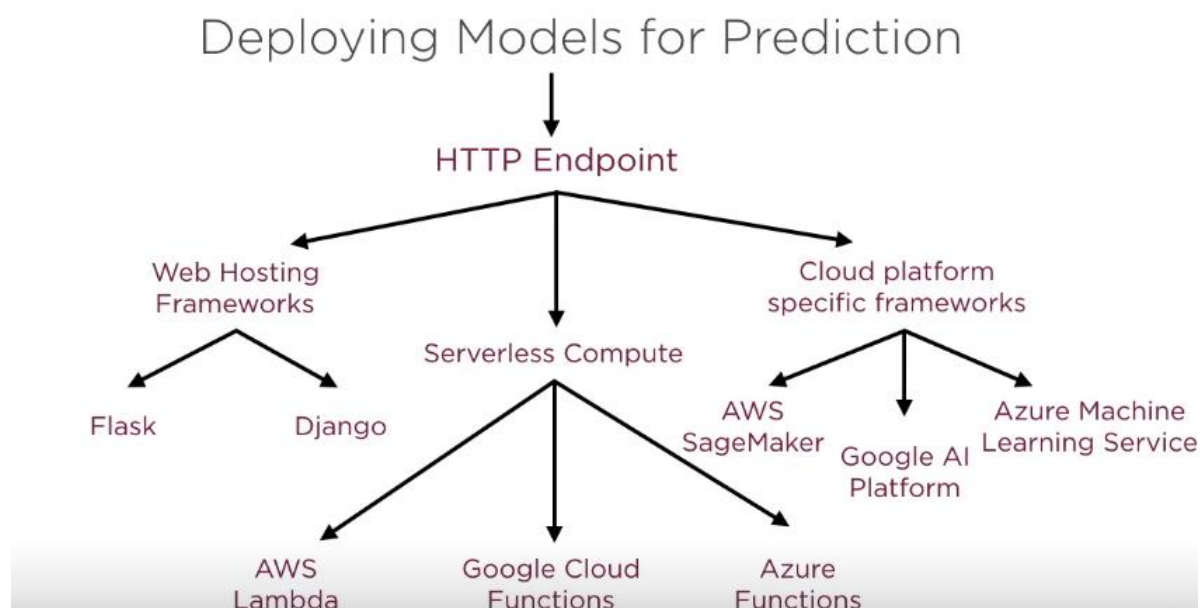 Deploying Models for Prediction
HTTP Endpoint
Web Hosting
Frameworks
Cloud platform
specific frameworks
Serverless Compute
Flask
Django
AWS
SageMaker
Google AI
Platform
Azure Machine
Learning Service
AWS
Lambda
Google Cloud
Functions
Azure
Functions